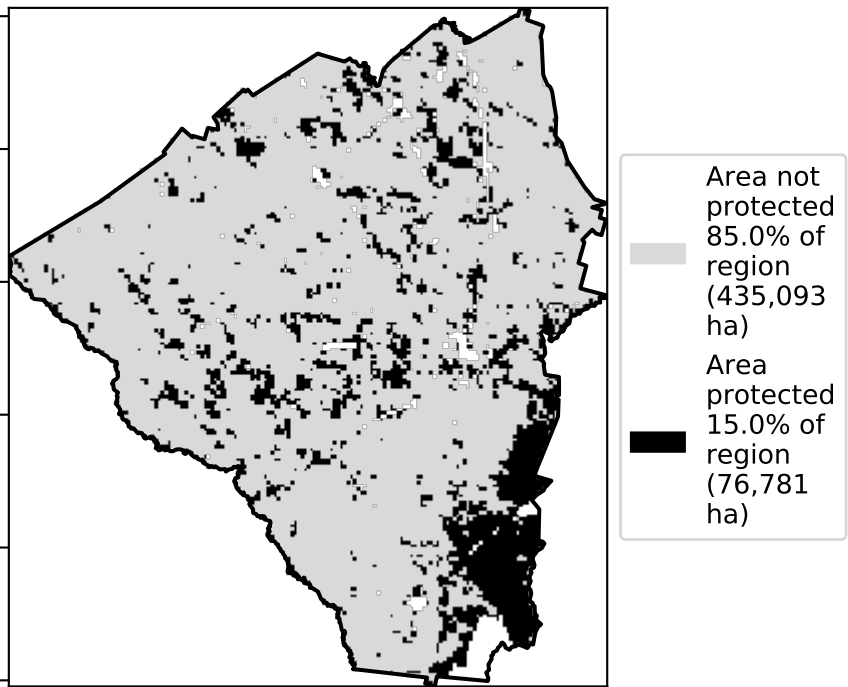 Area not
protected
85.0% of
region
(435,093
ha)
Area
protected
15.0% of
region
(76,781
ha)